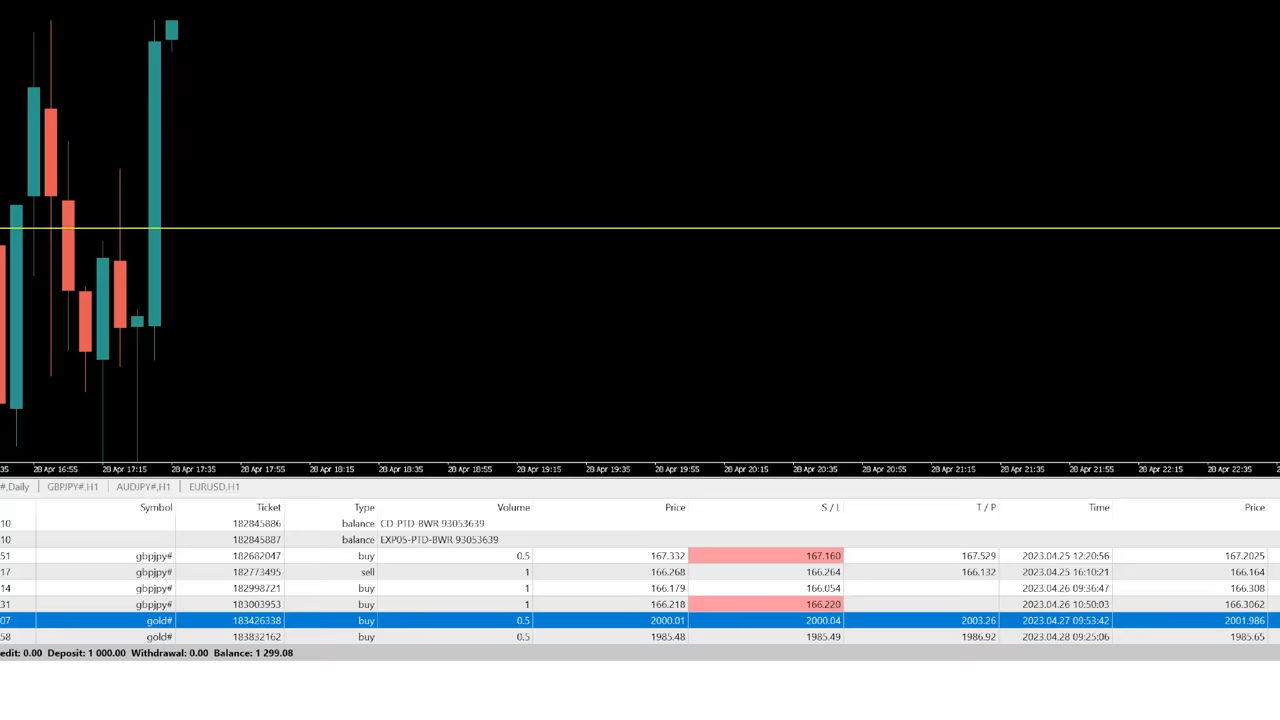 35 28 Apr 16:55 28 Apr 17:15 28 Apr 17:35 28 Apr 17:55 28 Apr 18:15 28 Apr 18:35 28 Apr 18:55 28 Apr 19:15 28 Apr 19:35 28 Apr 19:55 28 Apr 20:15 28 Apr 20:35 28 Apr 20:55 28 Apr 21:15 28 Apr 21:35 28 Apr 21:55 28 Apr 22:15 28 Apr 22:35
#,Daily GBPJPY#,H1 AUDJPY#,H1 EURUSD,H1
Symbol Ticket Type Volume Price S / L T / P Time Price
10 182845886 balance CD-PTD-BWR 93053639
10 182845887 balance EXP05-PTD-BWR 93053639
51 gbpjpy# 182682047 buy 0.5 167.332 167.160 167.529 2023.04.25 12:20:56 167.2025
17 gbpjpy# 182773495 sell 1 166.268 166.264 166.132 2023.04.25 16:10:21 166.164
14 gbpjpy# 182998721 buy 1 166.179 166.054 2023.04.26 09:36:47 166.308
31 gbpjpy# 183003953 buy 1 166.218 166.220 2023.04.26 10:50:03 166.3062
07 gold# 183426338 buy 0.5 2000.01 2000.04 2003.26 2023.04.27 09:53:42 2001.986
58 gold# 183832162 buy 0.5 1985.48 1985.49 1986.92 2023.04.28 09:25:06 1985.65
edit: 0.00 Deposit: 1 000.00 Withdrawal: 0.00 Balance: 1 299.08